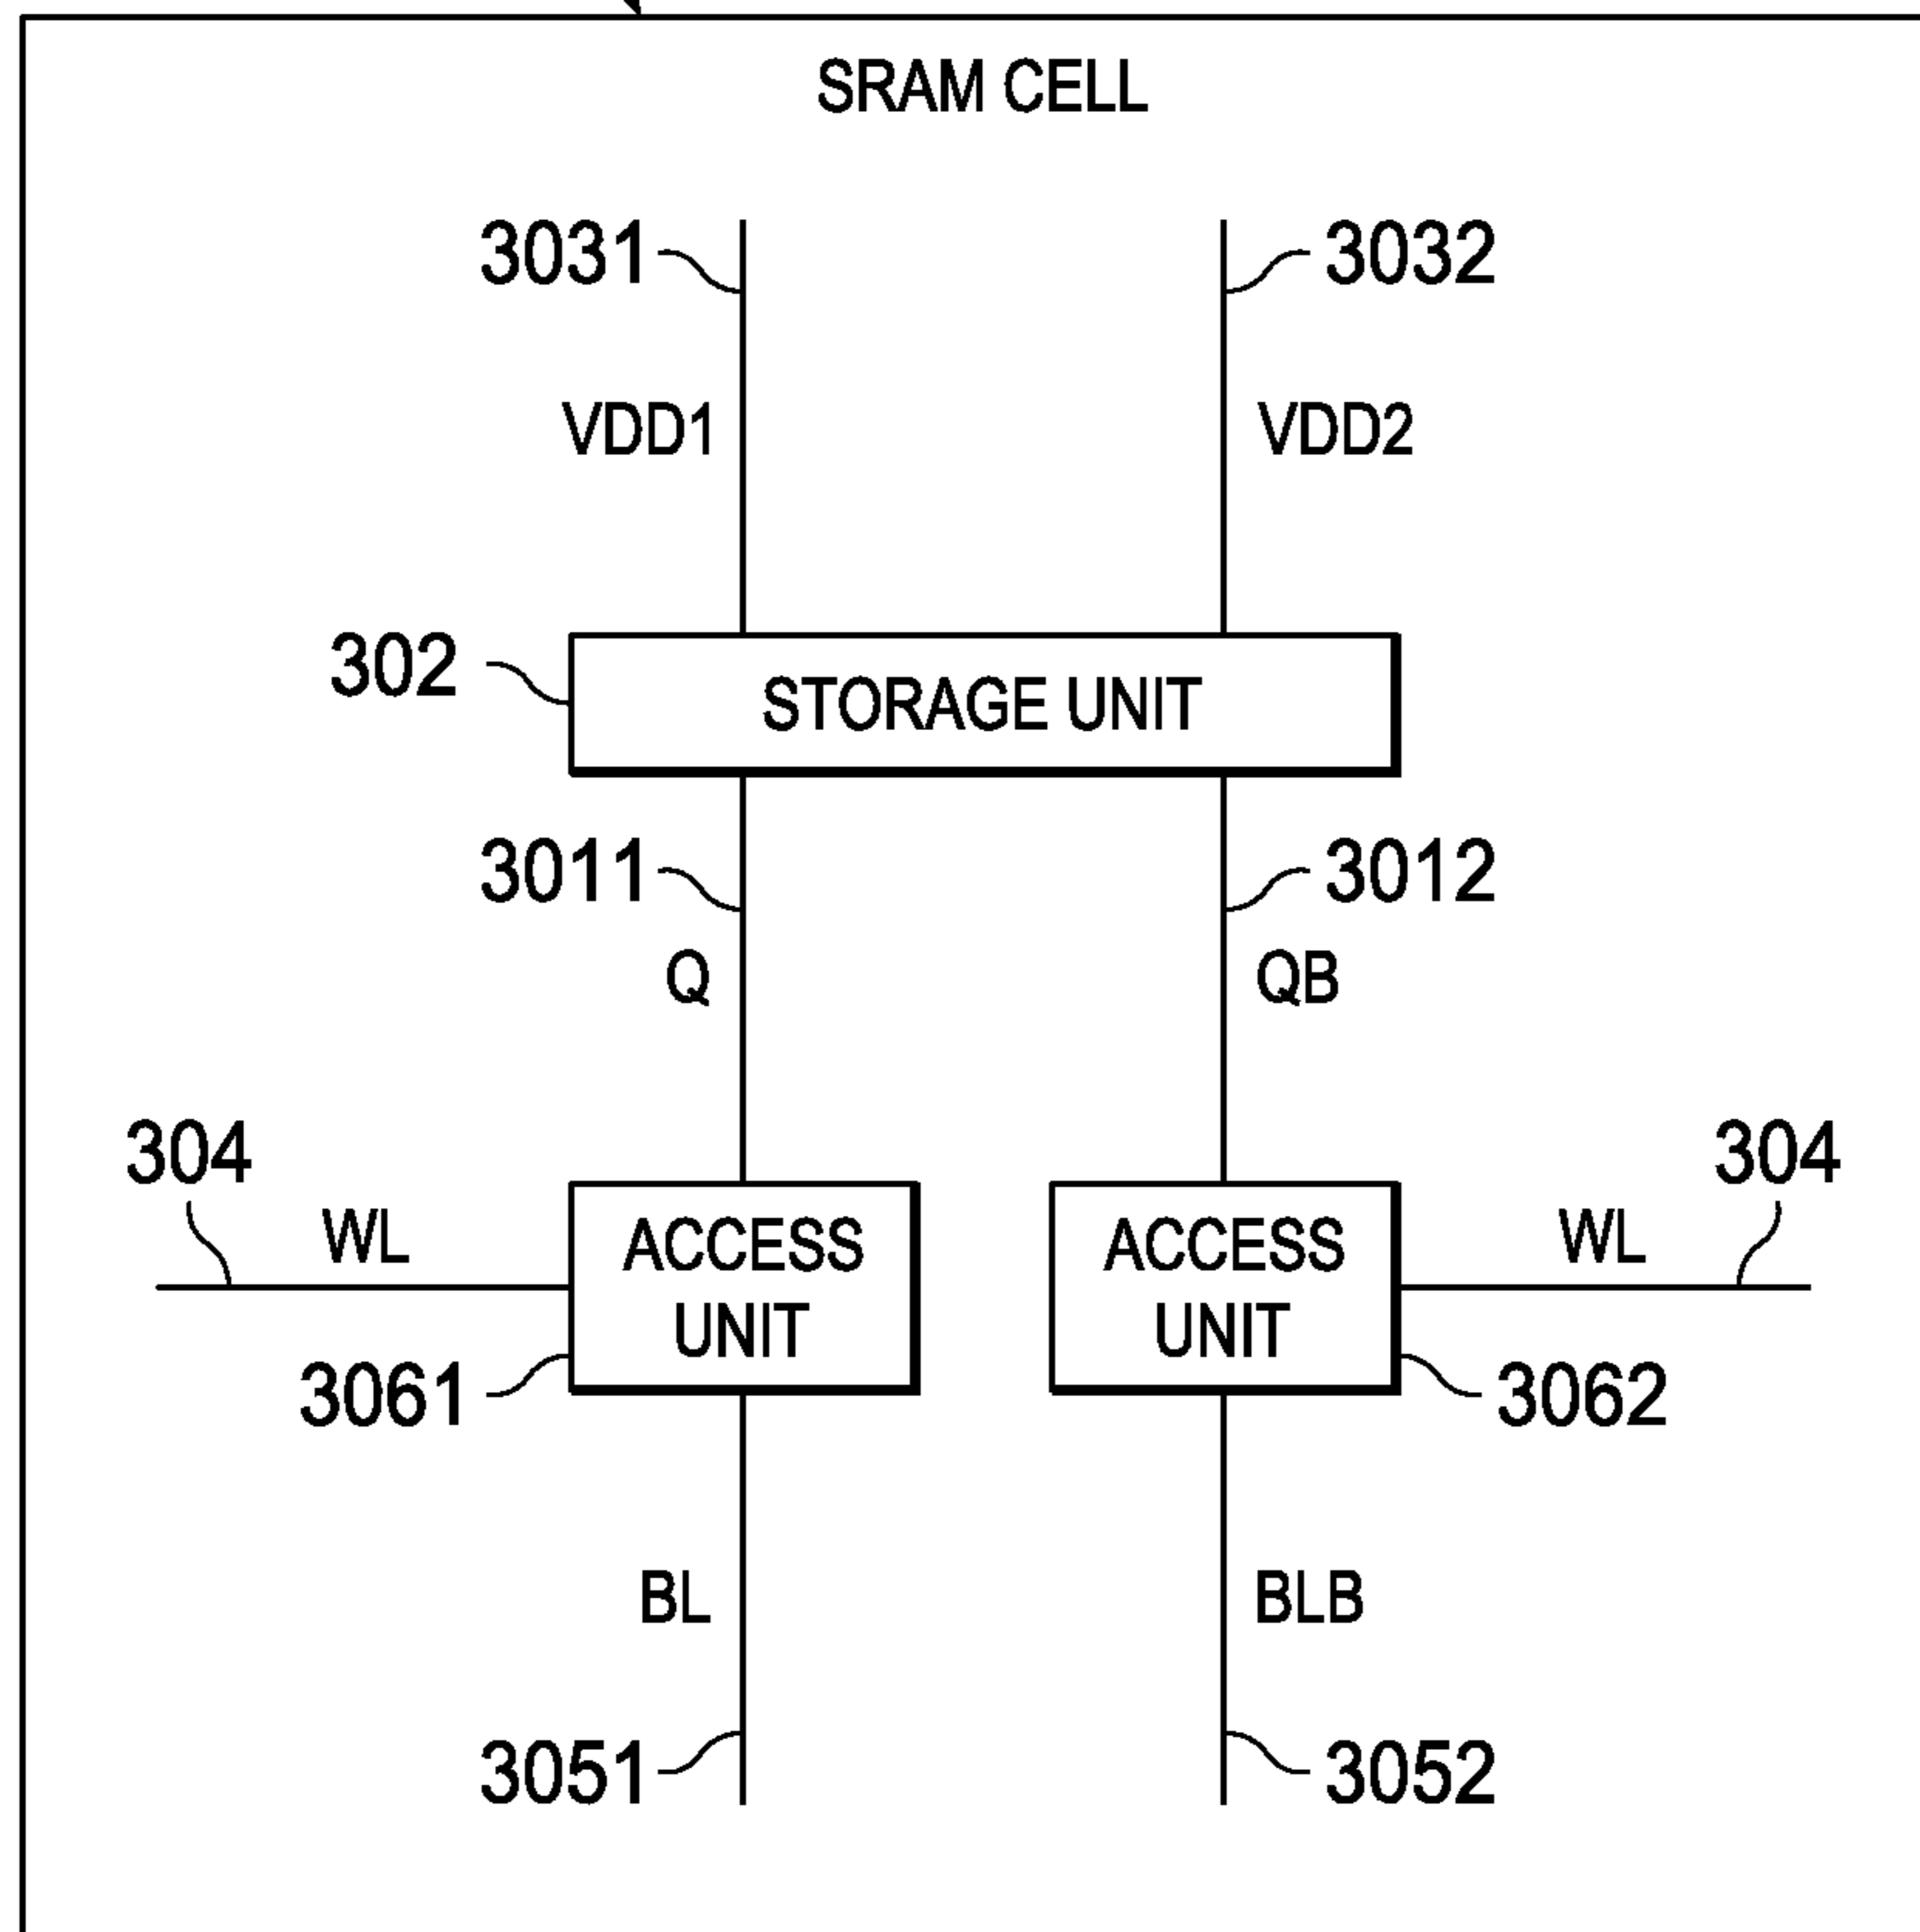 SRAM CELL
3031
3032
VDD1
VDD2
302
STORAGE UNIT
3011
3012
Q
QB
304
304
WL
WL
ACCESS
UNIT
ACCESS
UNIT
3061
3062
BL
BLB
3051
3052